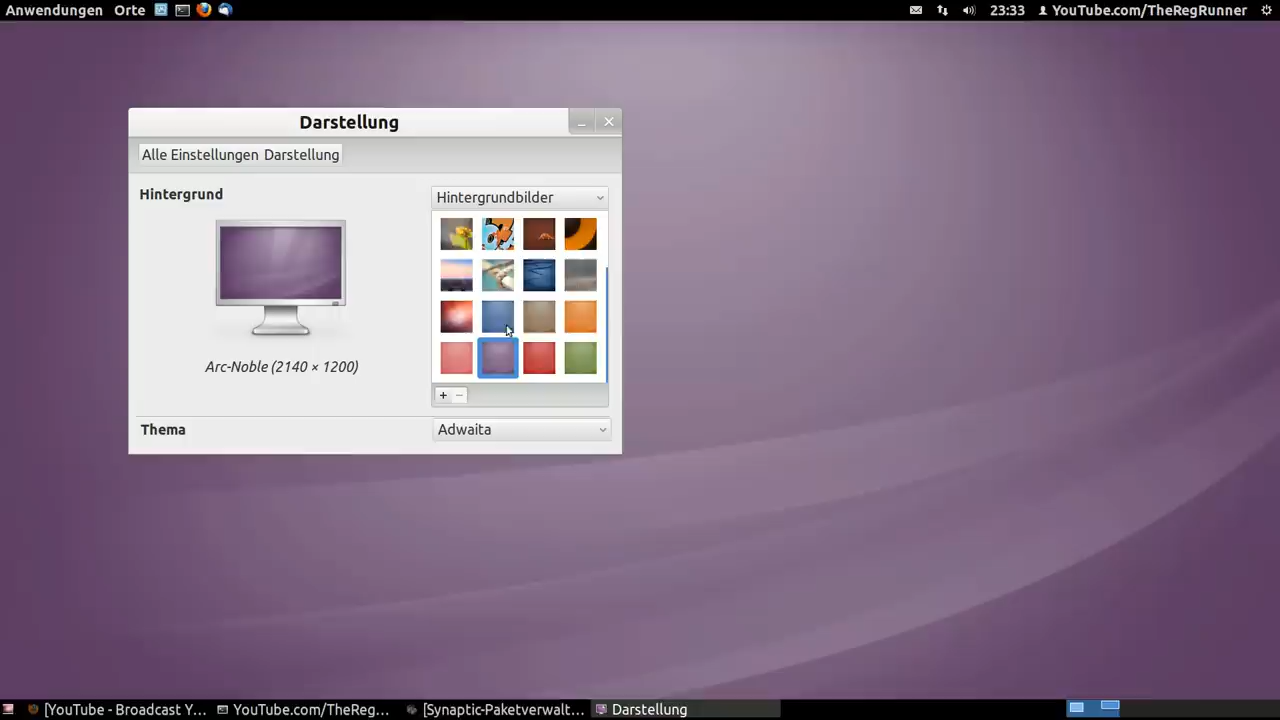 Anwendungen Orte 23:33 YouTube.com/TheRegRunner
Darstellung
Alle Einstellungen Darstellung
Hintergrund
Hintergrundbilder
Arc-Noble (2140 × 1200)
Thema
Adwaita
[YouTube - Broadcast Y... YouTube.com/TheReg... [Synaptic-Paketverwalt... Darstellung